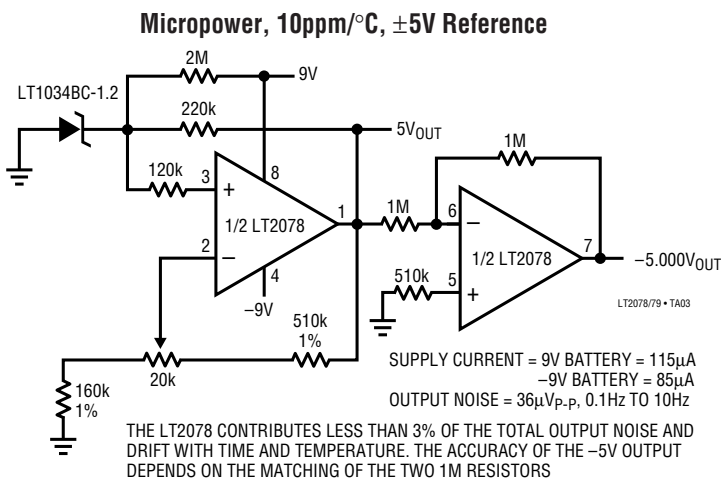 Micropower, 10ppm/°C, ±5V Reference
2M
9V
LT1034BC-1.2
220k
5VOUT
120k
3
+
8
1/2 LT2078
1
2
−
4
−9V
1M
1M
6
−
1/2 LT2078
7
−5.000VOUT
510k
5
+
LT2078/79 • TA03
510k
1%
20k
160k
1%
SUPPLY CURRENT = 9V BATTERY = 115µA
−9V BATTERY = 85µA
OUTPUT NOISE = 36µVP-P, 0.1Hz TO 10Hz
THE LT2078 CONTRIBUTES LESS THAN 3% OF THE TOTAL OUTPUT NOISE AND
DRIFT WITH TIME AND TEMPERATURE. THE ACCURACY OF THE −5V OUTPUT
DEPENDS ON THE MATCHING OF THE TWO 1M RESISTORS